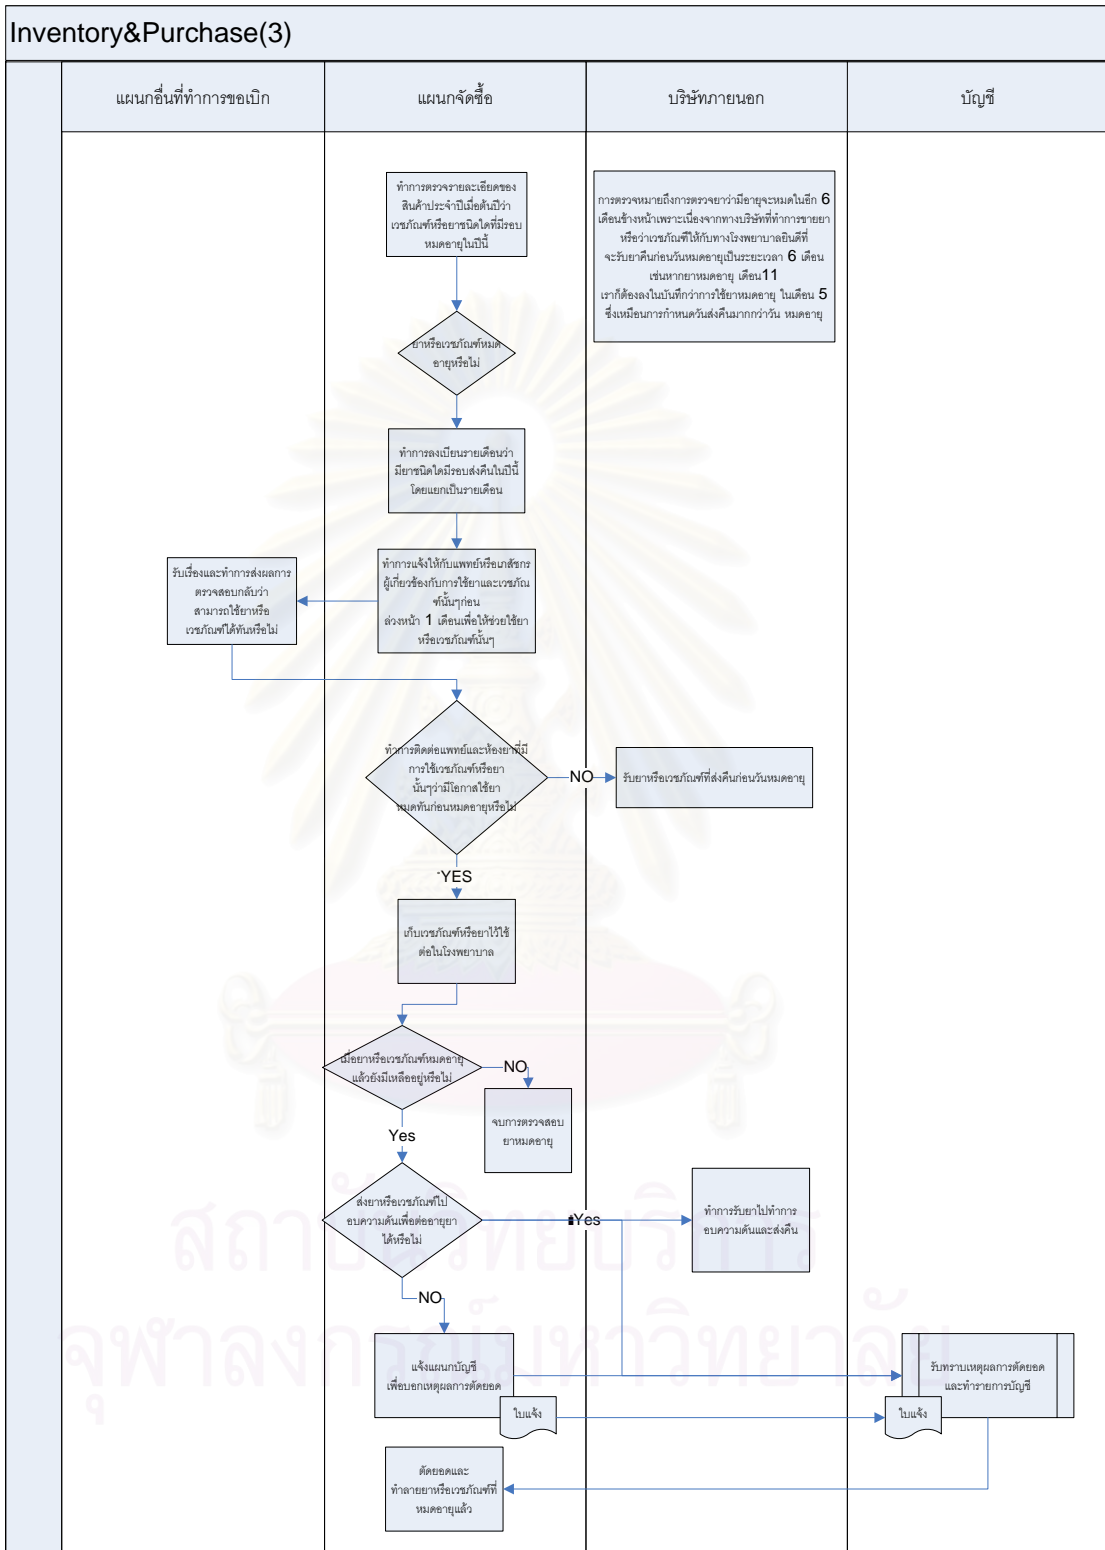 Inventory&Purchase(3)
แผนกอื่นที่ทำการขอเบิก
แผนกจัดซื้อ
บริษัทภายนอก
บัญชี
ทำการตรวจรายละเอียดของ
สินค้าประจำปีเมื่อต้นปีว่า
เวชภัณฑ์หรือยาชนิดใดที่มีรอบ
หมดอายุในปีนี้
การตรวจหมายถึงการตรวจยาว่ามีอายุจะหมดในอีก 6
เดือนข้างหน้าเพราะเนื่องจากทางบริษัทที่ทำการขายยา
หรือว่าเวชภัณฑ์ให้กับทางโรงพยาบาลยินดีที่
จะรับยาคืนก่อนวันหมดอายุเป็นระยะเวลา 6 เดือน
เช่นหากยาหมดอายุ เดือน11
เราก็ต้องลงในบันทึกว่าการใช้ยาหมดอายุ ในเดือน 5
ซึ่งเหมือนการกำหนดวันส่งคืนมากกว่าวัน หมดอายุ
ยาหรือเวชภัณฑ์หมด
อายุหรือไม่
ทำการลงเบียนรายเดือนว่า
มียาชนิดใดมีรอบส่งคืนในปีนี้
โดยแยกเป็นรายเดือน
รับเรื่องและทำการส่งผลการ
ตรวจสอบกลับว่า
สามารถใช้ยาหรือ
เวชภัณฑ์ได้ทันหรือไม่
ทำการแจ้งให้กับแพทย์หรือเภสัชกร
ผู้เกี่ยวข้องกับการใช้ยาและเวชภัณ
ฑ์นั้นๆก่อน
ล่วงหน้า 1 เดือนเพื่อให้ช่วยใช้ยา
หรือเวชภัณฑ์นั้นๆ
ทำการติดต่อแพทย์และห้องยาที่มี
การใช้เวชภัณฑ์หรือยา
นั้นๆว่ามีโอกาสใช้ยา
หมดทันก่อนหมดอายุหรือไม่
NO
รับยาหรือเวชภัณฑ์ที่ส่งคืนก่อนวันหมดอายุ
YES
เก็บเวชภัณฑ์หรือยาไว้ใช้
ต่อในโรงพยาบาล
เมื่อยาหรือเวชภัณฑ์หมดอายุ
แล้วยังมีเหลืออยู่หรือไม่
NO
จบการตรวจสอบ
ยาหมดอายุ
Yes
ส่งยาหรือเวชภัณฑ์ไป
อบความดันเพื่อต่ออายุยา
ได้หรือไม่
Yes
ทำการรับยาไปทำการ
อบความดันและส่งคืน
NO
แจ้งแผนกบัญชี
เพื่อบอกเหตุผลการตัดยอด
ใบแจ้ง
รับทราบเหตุผลการตัดยอด
และทำรายการบัญชี
ใบแจ้ง
ตัดยอดและ
ทำลายยาหรือเวชภัณฑ์ที่
หมดอายุแล้ว
สถาบันวิทยบริการ
จุฬาลงกรณ์มหาวิทยาลัย